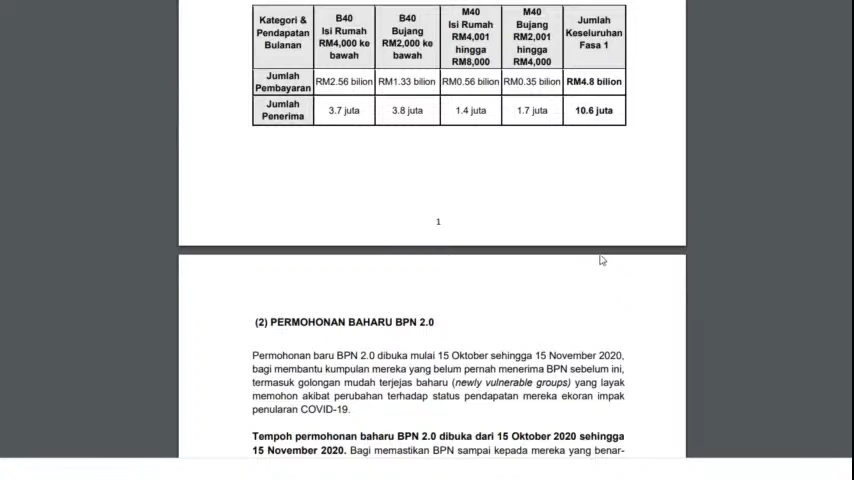 Kategori & Pendapatan Bulanan B40 Isi Rumah RM4,000 ke bawah B40 Bujang RM2,000 ke bawah M40 Isi Rumah RM4,001 hingga RM8,000 M40 Bujang RM2,001 hingga RM4,000 Jumlah Keseluruhan Fasa 1
Jumlah Pembayaran RM2.56 bilion RM1.33 bilion RM0.56 bilion RM0.35 bilion RM4.8 bilion
Jumlah Penerima 3.7 juta 3.8 juta 1.4 juta 1.7 juta 10.6 juta
1
(2) PERMOHONAN BAHARU BPN 2.0
Permohonan baru BPN 2.0 dibuka mulai 15 Oktober sehingga 15 November 2020,
bagi membantu kumpulan mereka yang belum pernah menerima BPN sebelum ini,
termasuk golongan mudah terjejas baharu (newly vulnerable groups) yang layak
memohon akibat perubahan terhadap status pendapatan mereka ekoran impak
penularan COVID-19.
Tempoh permohonan baharu BPN 2.0 dibuka dari 15 Oktober 2020 sehingga
15 November 2020. Bagi memastikan BPN sampai kepada mereka yang benar-